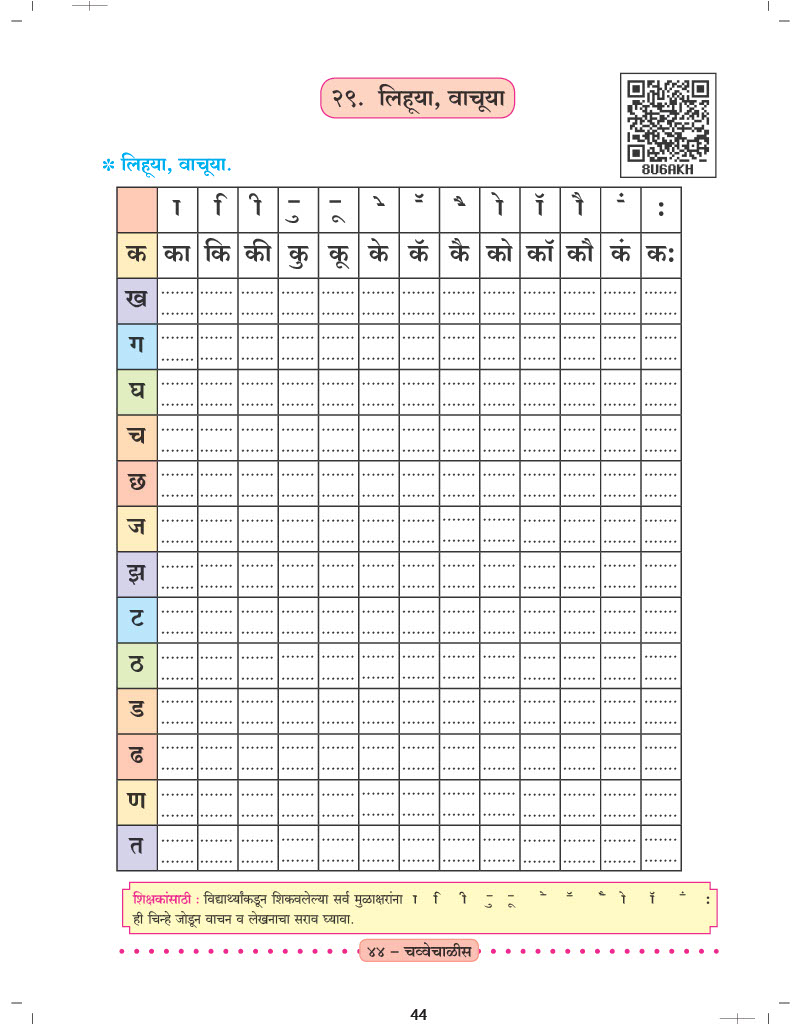 २९. लिहूया, वाचूया
8U6AKH
* लिहूया, वाचूया.
ा ि ी ु ू े ॅ ै ो ॉ ौ ं :
क का कि की कु कू के कॅ कै को कॉ कौ कं क:
ख
ग
घ
च
छ
ज
झ
ट
ठ
ड
ढ
ण
त
शिक्षकांसाठी : विद्यार्थ्यांकडून शिकवलेल्या सर्व मुळाक्षरांना ा ि ी ु ू े ॅ ै ो ॉ ं :
ही चिन्हे जोडून वाचन व लेखनाचा सराव घ्यावा.
४४ – चव्वेचाळीस
44